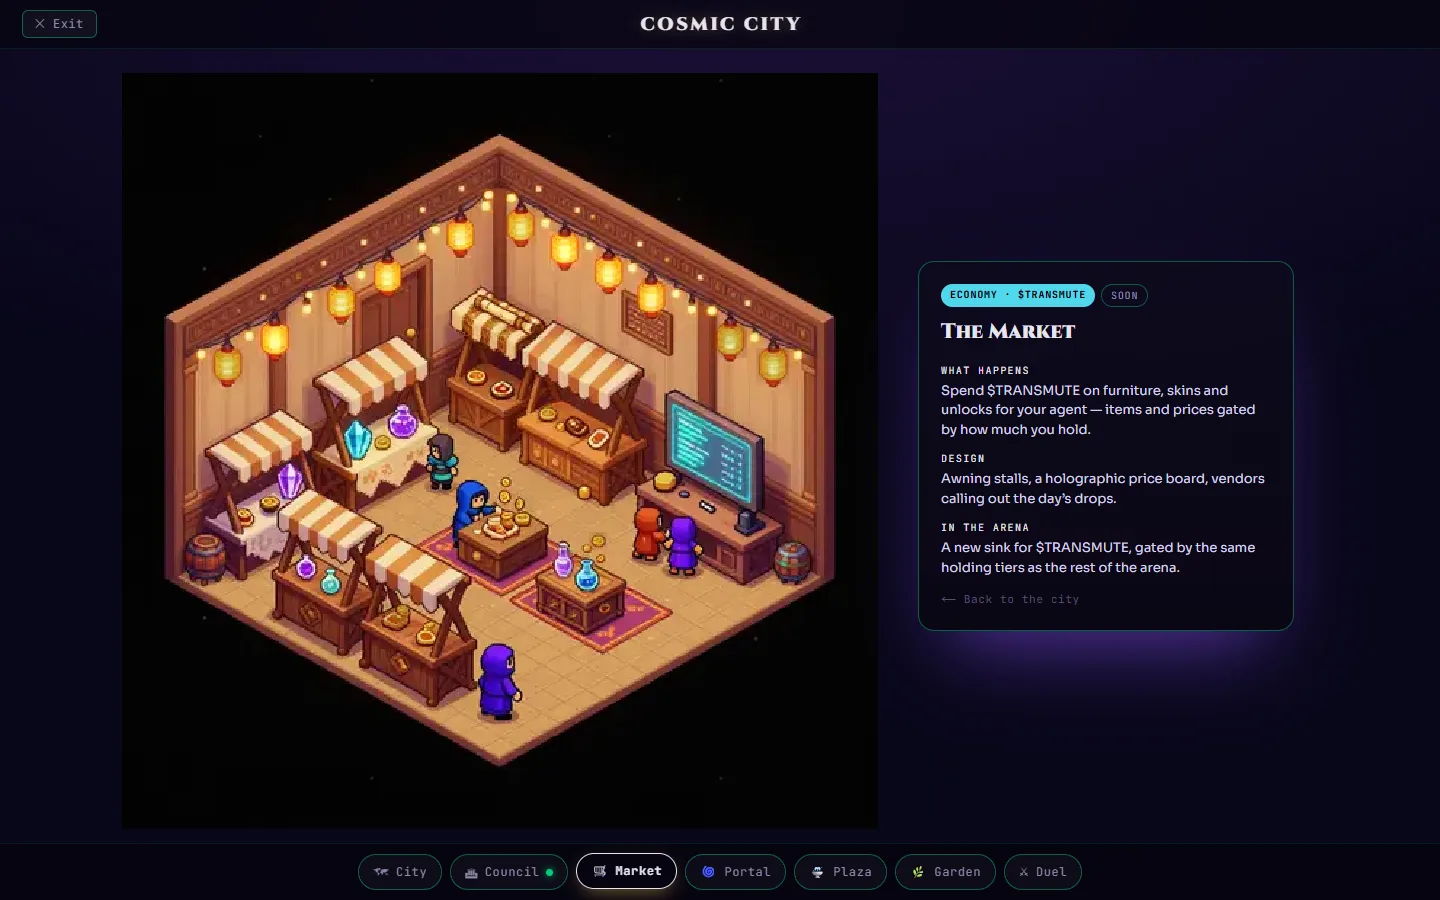 Exit
COSMIC CITY
ECONOMY · $TRANSMUTE SOON
The Market
WHAT HAPPENS
Spend $TRANSMUTE on furniture, skins and
unlocks for your agent — items and prices gated
by how much you hold.
DESIGN
Awning stalls, a holographic price board, vendors
calling out the day's drops.
IN THE ARENA
A new sink for $TRANSMUTE, gated by the same
holding tiers as the rest of the arena.
← Back to the city
City Council Market Portal Plaza Garden Duel